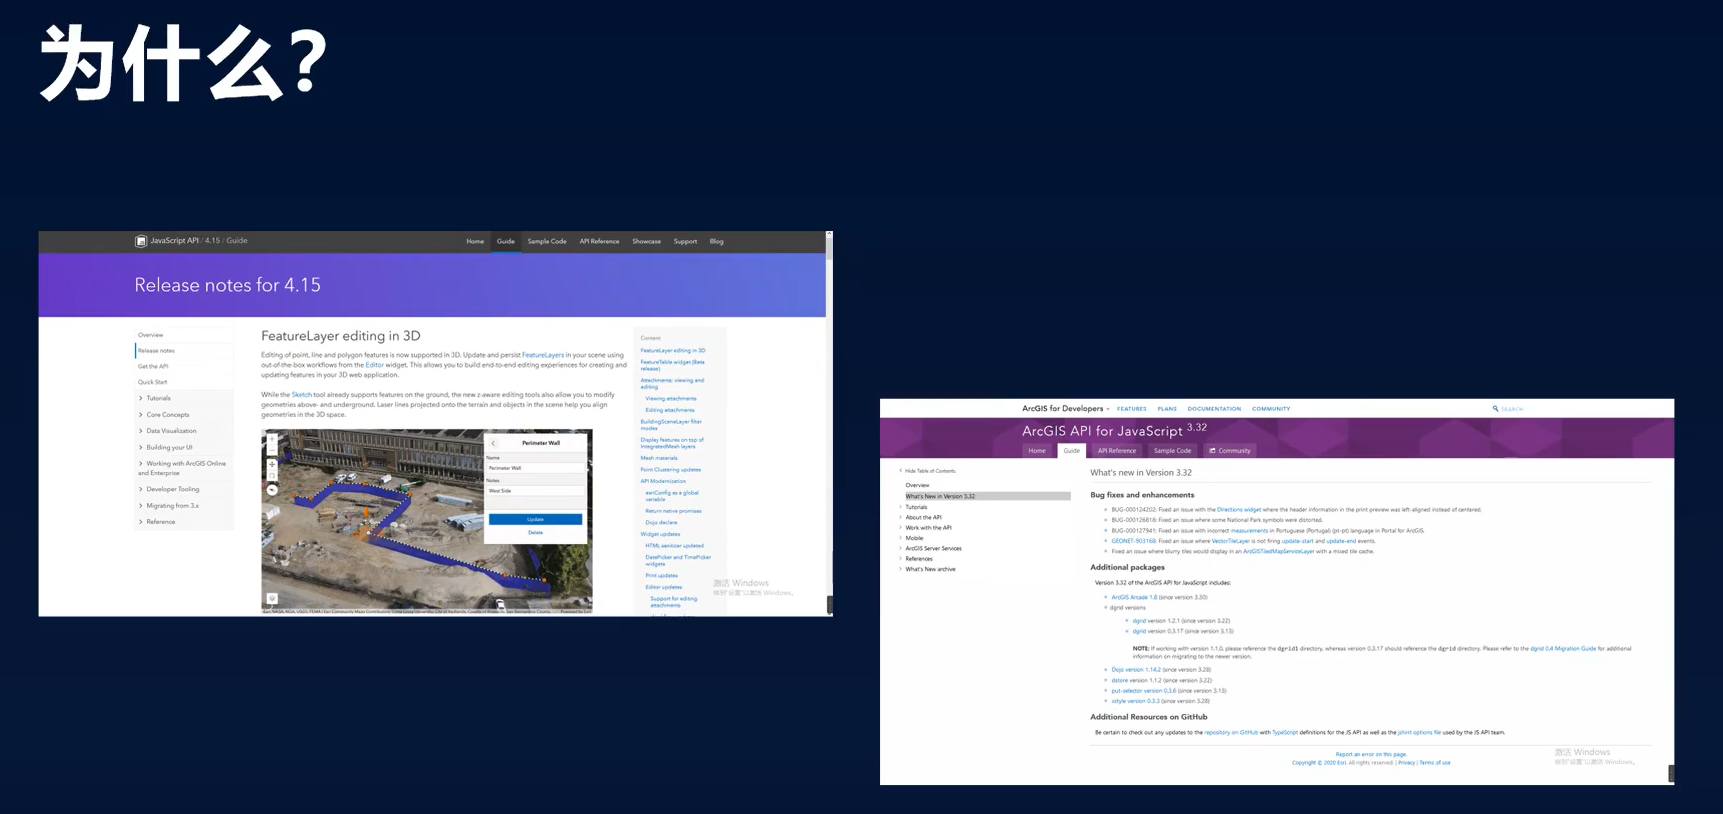 为什么?
JavaScript API / 4.15 / Guide
Home Guide Sample Code API Reference Showcase Support Blog
Release notes for 4.15
Overview
Release notes
Get the API
Quick Start
Tutorials
Core Concepts
Data Visualization
Building your UI
Working with ArcGIS Online
and Enterprise
Developer Tooling
Migrating from 3.x
Reference
FeatureLayer editing in 3D
Editing of point, line and polygon features is now supported in 3D. Update and persist FeatureLayers in your scene using
out-of-the-box workflows from the Editor widget. This allows you to build end-to-end editing experiences for creating and
updating features in your 3D web application.
While the Sketch tool already supports features on the ground, the new z-aware editing tools also allow you to modify
geometries above- and underground. Laser lines projected onto the terrain and objects in the scene help you align
geometries in the 3D space.
Perimeter Wall
Name
Perimeter Wall
Notes
West Side
Update
Delete
Content
FeatureLayer editing in 3D
FeatureTable widget (Beta
release)
Attachments: viewing and
editing
Viewing attachments
Editing attachments
BuildingSceneLayer filter
modes
Display features on top of
IntegratedMesh layers
Mesh materials
Point Clustering updates
API Modernization
esriConfig as a global
variable
Return native promises
Dojo declare
Widget updates
HTML sanitizer updated
DatePicker and TimePicker
widgets
Print updates
Editor updates
Support for editing
attachments
激活 Windows
转到"设置"以激活 Windows。
ArcGIS for Developers FEATURES PLANS DOCUMENTATION COMMUNITY SEARCH
ArcGIS API for JavaScript 3.32
Home Guide API Reference Sample Code Community
Hide Table of Contents
Overview
What's New in Version 3.32
Tutorials
About the API
Work with the API
Mobile
ArcGIS Server Services
References
What's New archive
What's new in Version 3.32
Bug fixes and enhancements
BUG-000124202: Fixed an issue with the Directions widget where the header information in the print preview was left-aligned instead of centered.
BUG-000126818: Fixed an issue where some National Park symbols were distorted.
BUG-000127941: Fixed an issue with incorrect measurements in Portuguese (Portugal) (pt-pt) language in Portal for ArcGIS.
GEONET-903168: Fixed an issue where VectorTileLayer is not firing update-start and update-end events.
Fixed an issue where blurry tiles would display in an ArcGISTiledMapServiceLayer with a mixed tile cache.
Additional packages
Version 3.32 of the ArcGIS API for JavaScript includes:
ArcGIS Arcade 1.8 (since version 3.30)
dgrid versions
dgrid version 1.2.1 (since version 3.22)
dgrid version 0.3.17 (since version 3.13)
NOTE: If working with version 1.1.0, please reference the dgrid1 directory, whereas version 0.3.17 should reference the dgrid directory. Please refer to the dgrid 0.4 Migration Guide for additional
information on migrating to the newer version.
Dojo version 1.14.2 (since version 3.28)
dstore version 1.1.2 (since version 3.22)
put-selector version 0.3.6 (since version 3.13)
xstyle version 0.3.3 (since version 3.28)
Additional Resources on GitHub
Be certain to check out any updates to the repository on GitHub with TypeScript definitions for the JS API as well as the jshint options file used by the JS API team.
Report an error on this page.
Copyright © 2020 Esri. All rights reserved. | Privacy | Terms of use
激活 Windows
转到"设置"以激活 Windows。